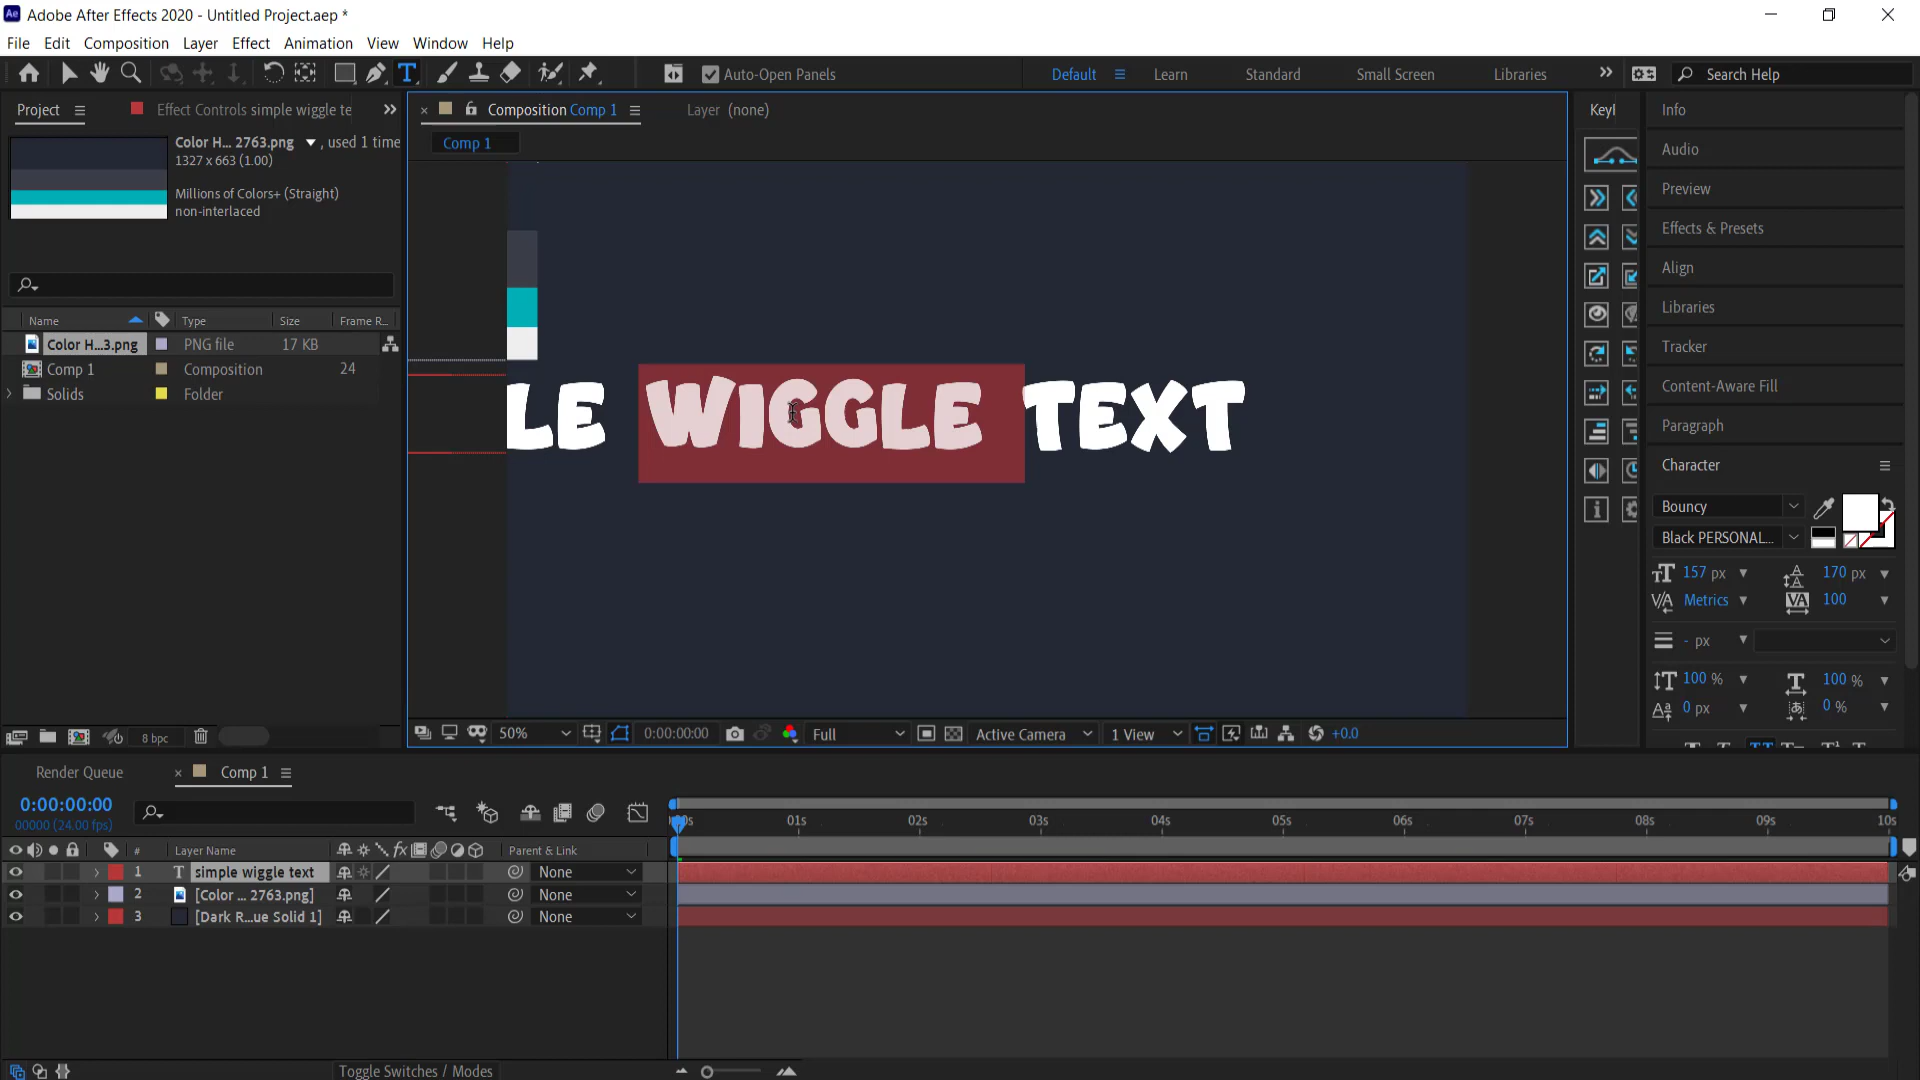 Adobe After Effects 2020 - Untitled Project.aep *
File Edit Composition Layer Effect Animation View Window Help
Auto-Open Panels Default Learn Standard Small Screen Libraries Search Help
Project Effect Controls simple wiggle te
Composition Comp 1 Layer (none)
Comp 1
Color H... 2763.png , used 1 time
1327 x 663 (1.00)
Millions of Colors+ (Straight)
non-interlaced
Name Type Size Frame R...
Color H...3.png PNG file 17 KB
Comp 1 Composition 24
Solids Folder
8 bpc
LE WIGGLE TEXT
50% 0:00:00:00 Full Active Camera 1 View +0.0
Info
Audio
Preview
Effects & Presets
Align
Libraries
Tracker
Content-Aware Fill
Paragraph
Character
Bouncy
Black PERSONAL...
157 px 170 px
Metrics 100
- px
100 % 100 %
0 px 0 %
Render Queue Comp 1
0:00:00:00
00000 (24.00 fps)
01s 02s 03s 04s 05s 06s 07s 08s 09s 10s
# Layer Name Parent & Link
1 simple wiggle text None
2 [Color ... 2763.png] None
3 [Dark R...ue Solid 1] None
Toggle Switches / Modes